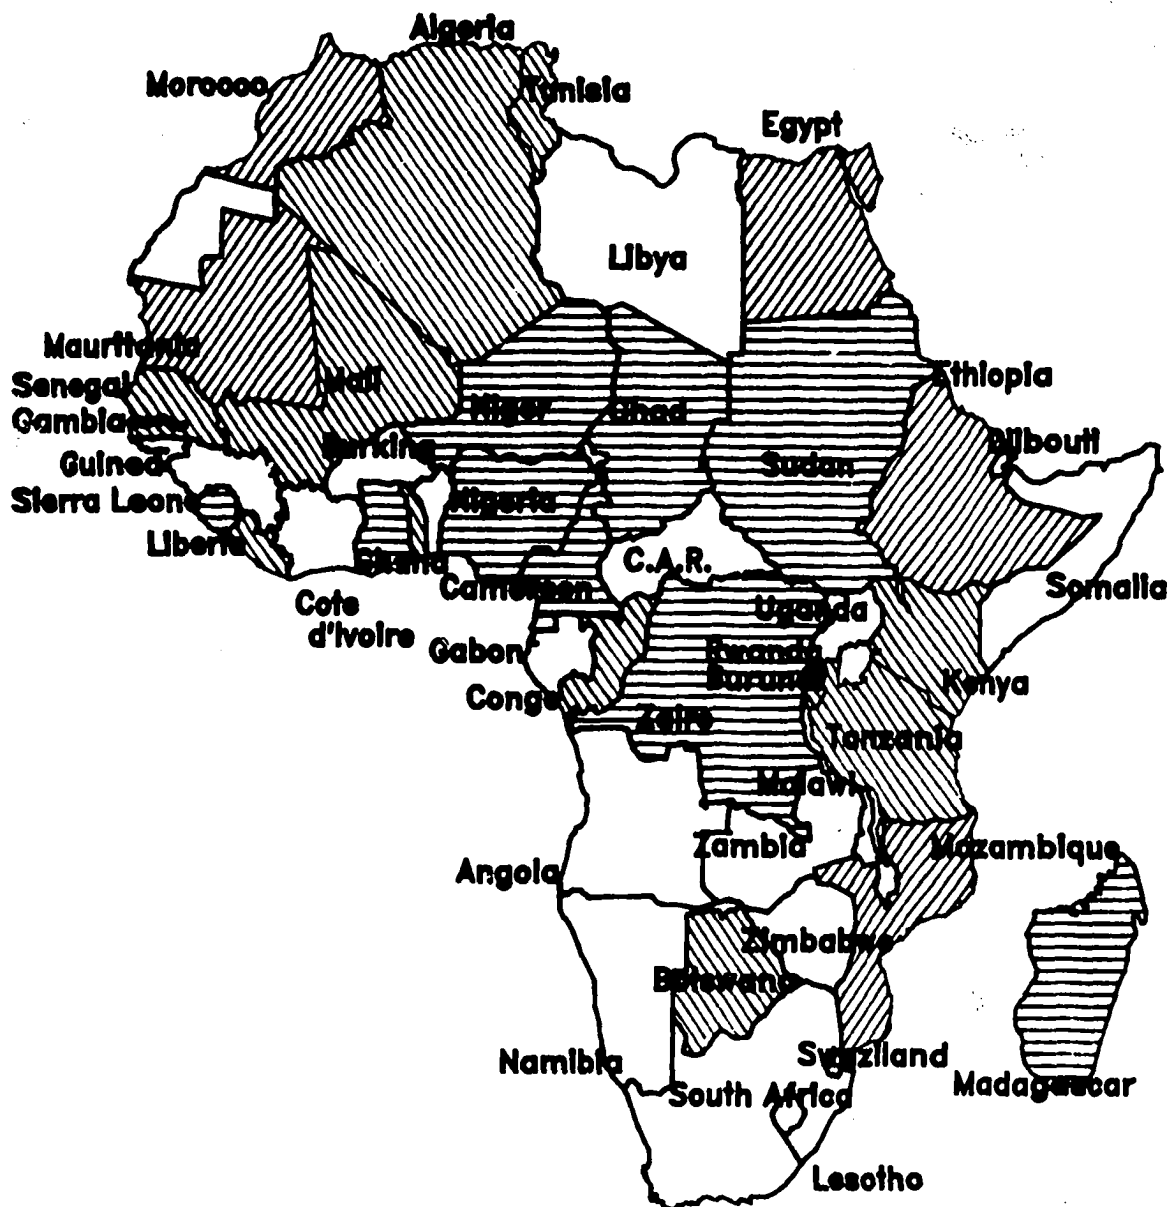 Algeria
Morocco
Tunisia
Egypt
Libya
Mauritania
Senegal
Mali
Ethiopia
Gambia
Niger
Chad
Burkina
Djibouti
Guinea
Sudan
Sierra Leone
Nigeria
Liberia
Ghana
C.A.R.
Cameroon
Somalia
Cote
d'Ivoire
Uganda
Gabon
Rwanda
Burundi
Kenya
Congo
Zaire
Tanzania
Malawi
Zambia
Mozambique
Angola
Zimbabwe
Botswana
Namibia
Swaziland
South Africa
Madagascar
Lesotho